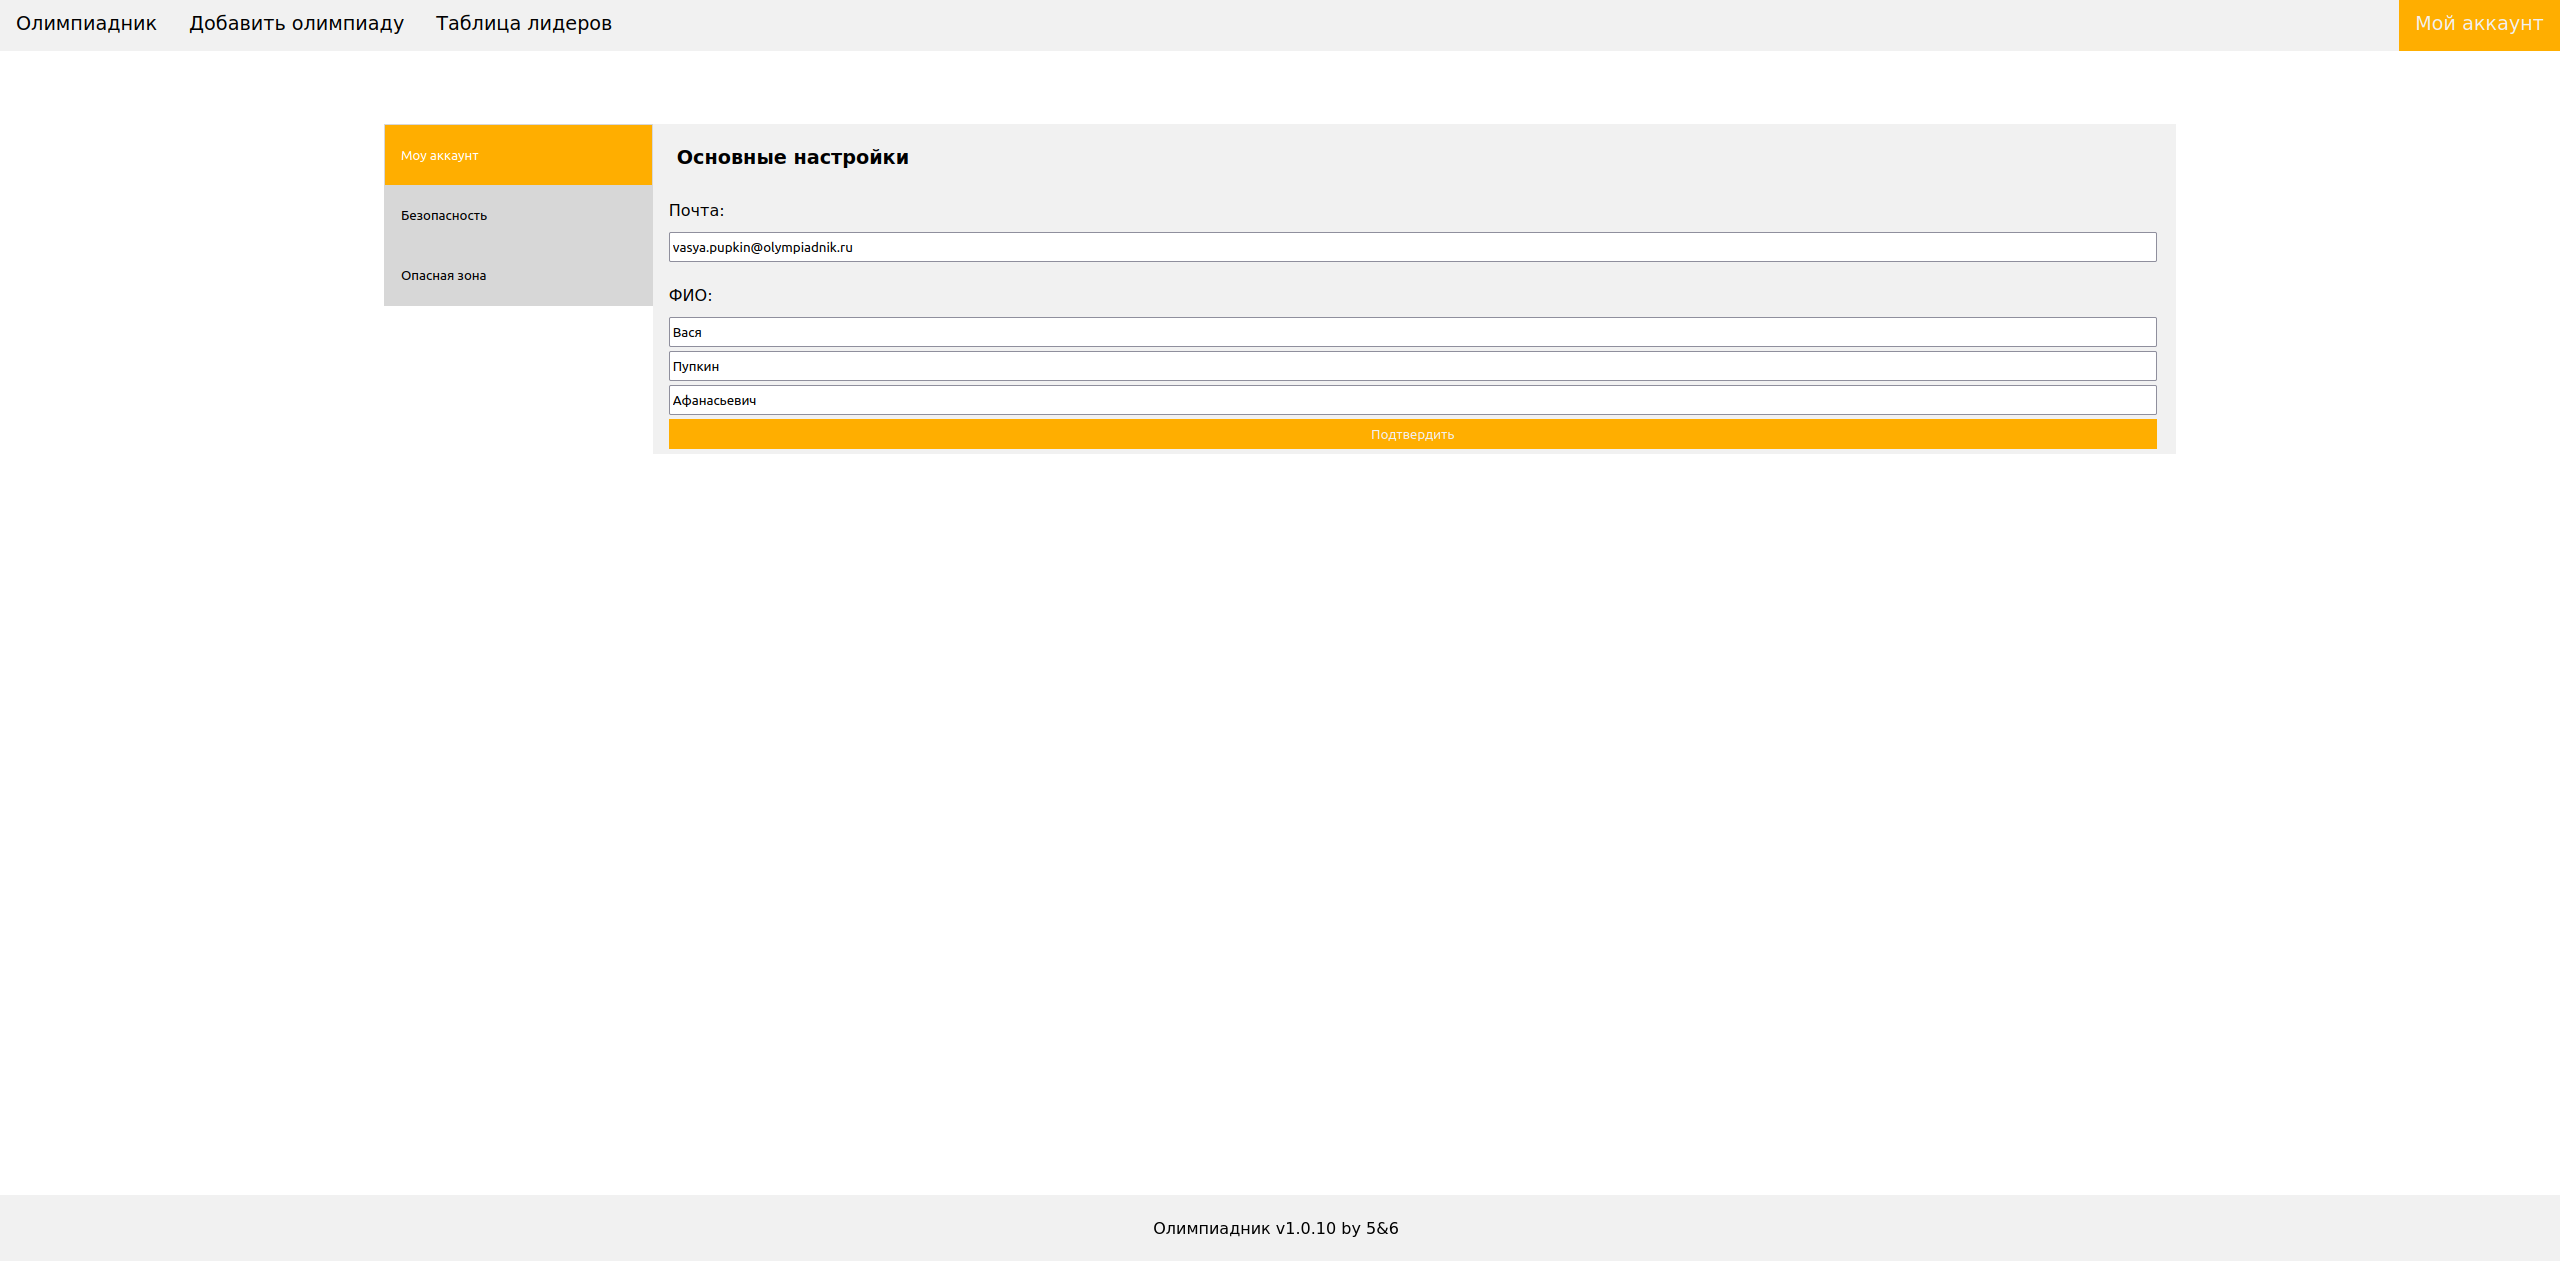 Олимпиадник Добавить олимпиаду Таблица лидеров Мой аккаунт
Моу аккаунт
Безопасность
Опасная зона
Основные настройки
Почта:
vasya.pupkin@olympiadnik.ru
ФИО:
Вася
Пупкин
Афанасьевич
Подтвердить
Олимпиадник v1.0.10 by 5&6